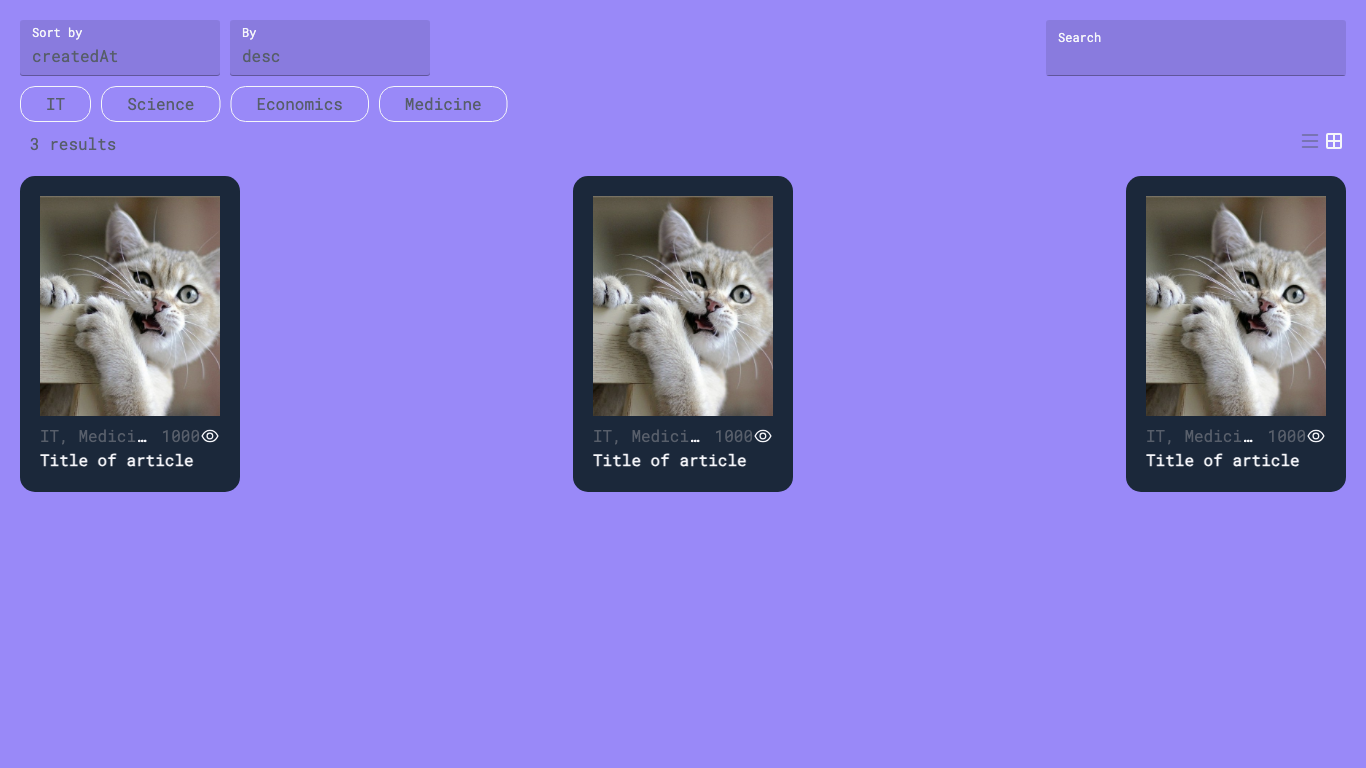 Sort by
By
Search
createdAt
desc
IT
Science
Economics
Medicine
3 results
IT, Medici…
1000
Title of article
IT, Medici…
1000
Title of article
IT, Medici…
1000
Title of article